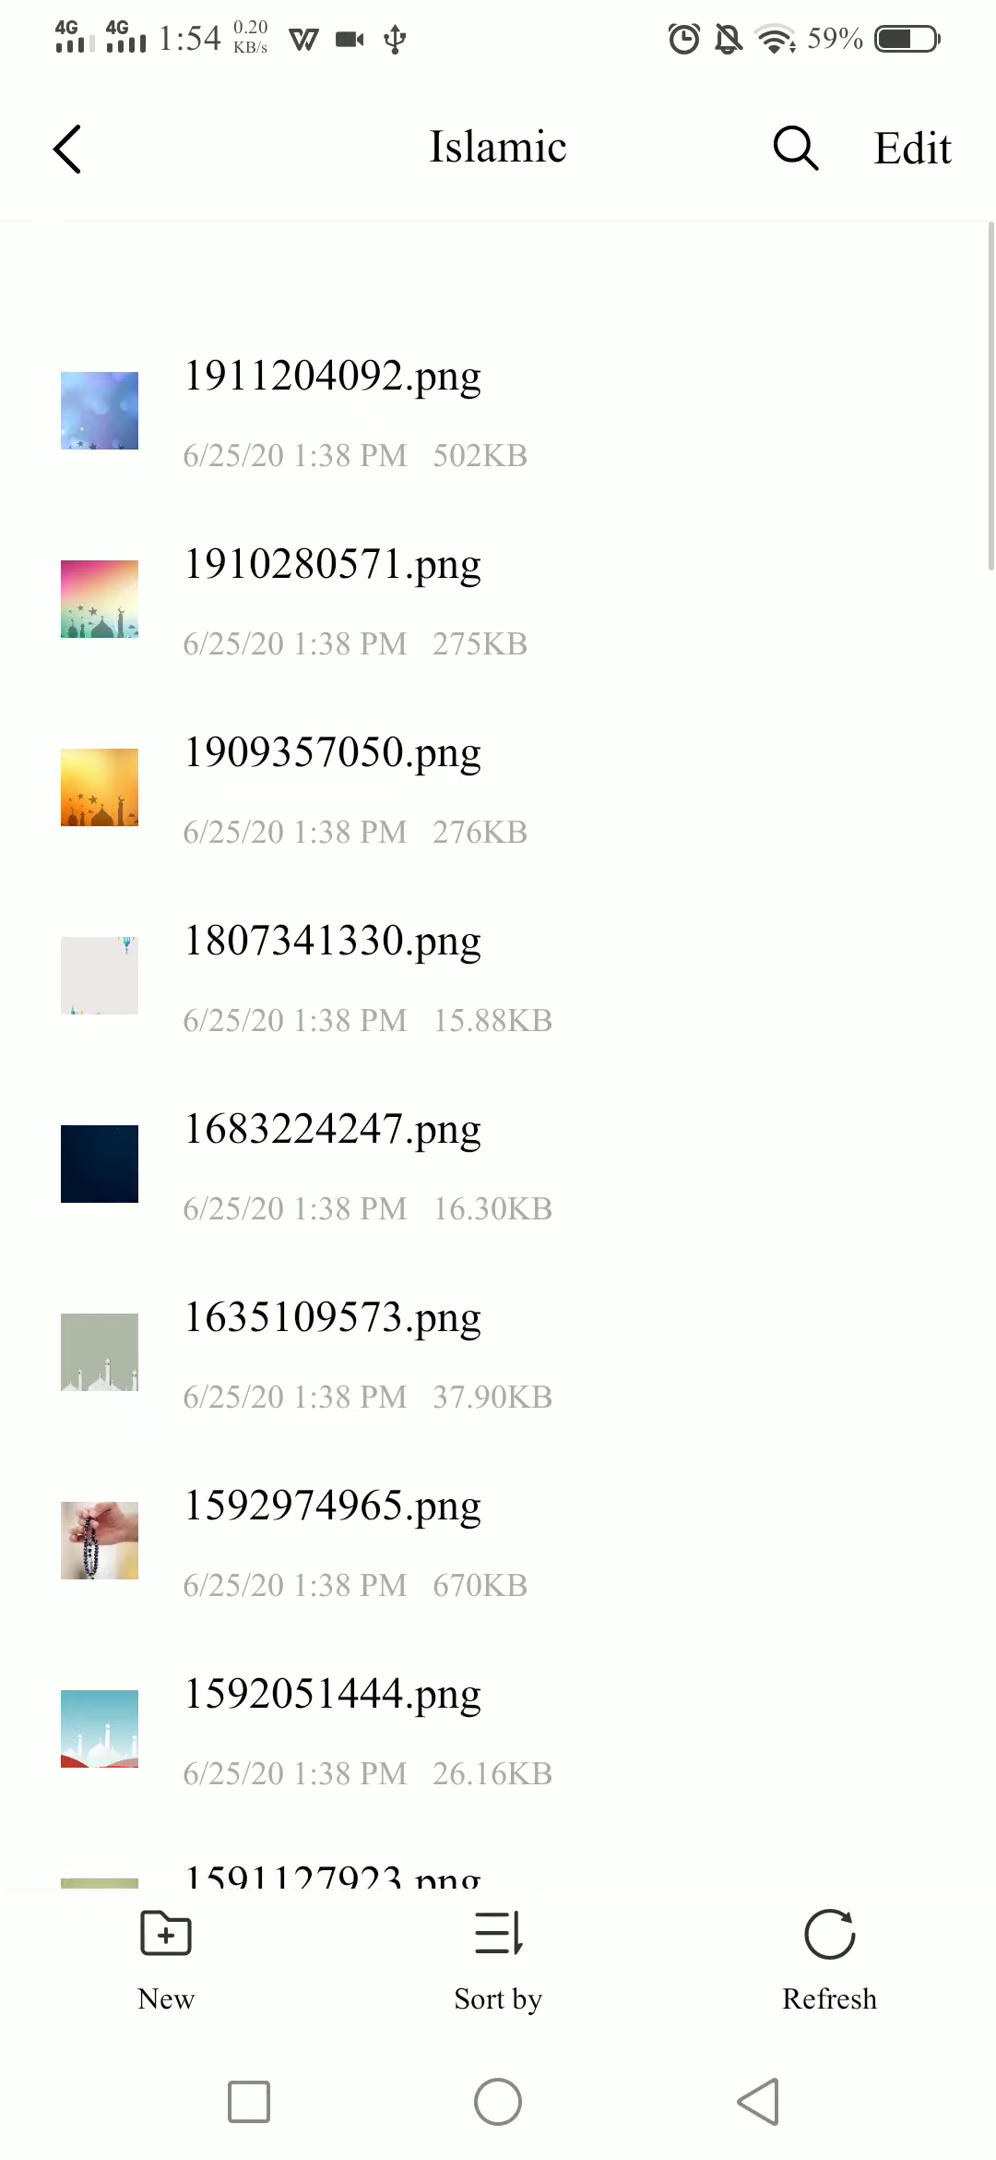 4G 4G 1:54 0.20 KB/s 59%
Islamic Edit
1911204092.png
6/25/20 1:38 PM 502KB
1910280571.png
6/25/20 1:38 PM 275KB
1909357050.png
6/25/20 1:38 PM 276KB
1807341330.png
6/25/20 1:38 PM 15.88KB
1683224247.png
6/25/20 1:38 PM 16.30KB
1635109573.png
6/25/20 1:38 PM 37.90KB
1592974965.png
6/25/20 1:38 PM 670KB
1592051444.png
6/25/20 1:38 PM 26.16KB
1591127923.png
New Sort by Refresh